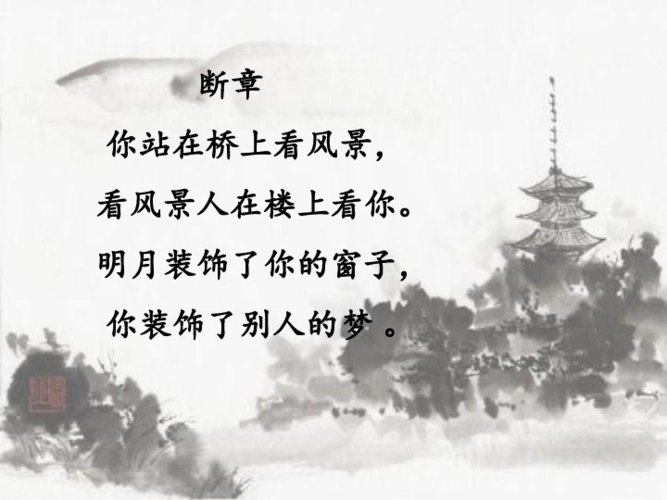 断章
你站在桥上看风景，
看风景人在楼上看你。
明月装饰了你的窗子，
你装饰了别人的梦 。